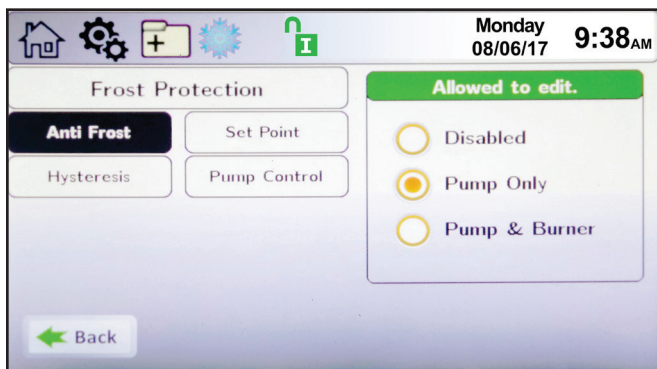 Monday
08/06/17
9:38AM
Frost Protection
Anti Frost
Set Point
Hysteresis
Pump Control
Allowed to edit.
Disabled
Pump Only
Pump & Burner
Back
I